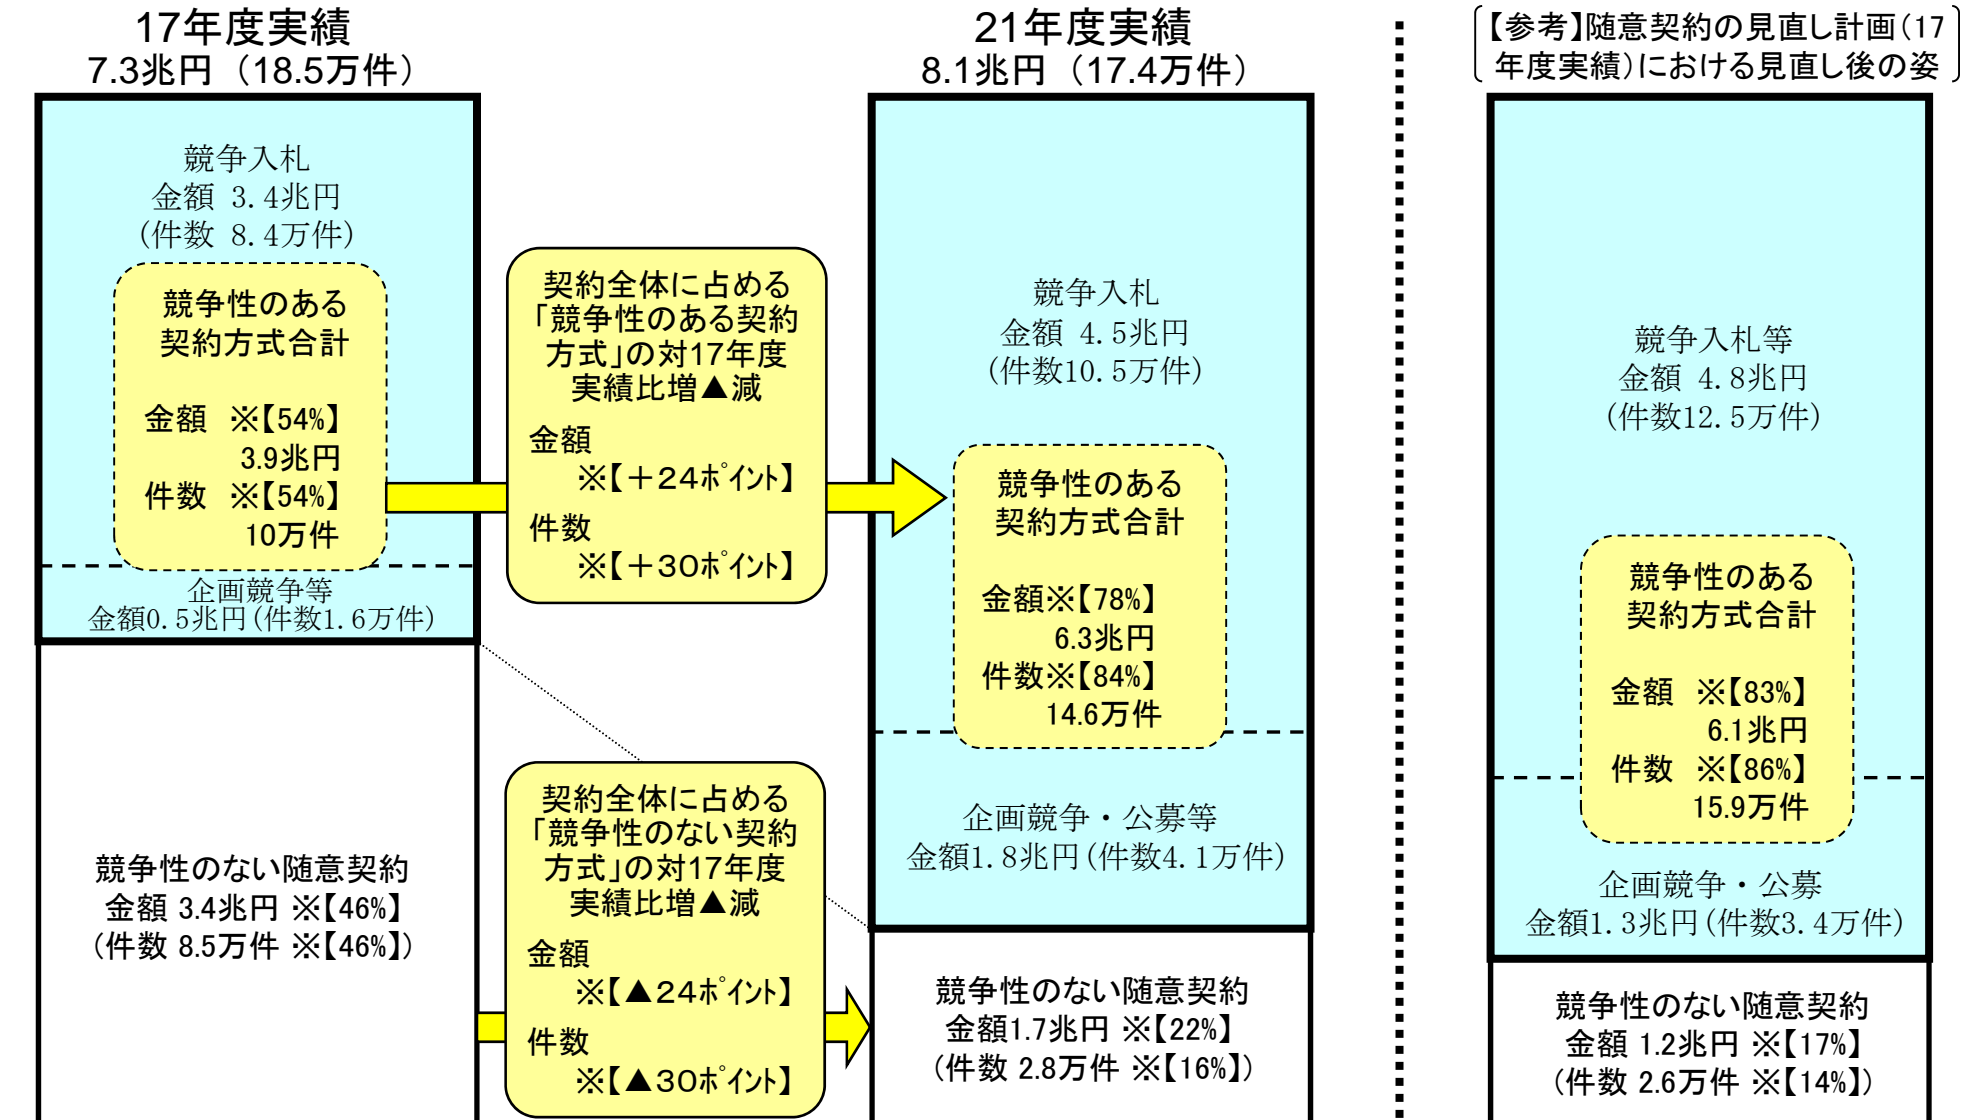 17年度実績
7.3兆円（18.5万件）
競争入札
金額 3.4兆円
(件数 8.4万件)
競争性のある
契約方式合計
金額 ※【54%】
3.9兆円
件数 ※【54%】
10万件
企画競争等
金額0.5兆円(件数1.6万件)
競争性のない随意契約
金額 3.4兆円 ※【46%】
(件数 8.5万件 ※【46%】)
契約全体に占める
「競争性のある契約
方式」の対17年度
実績比増▲減
金額
※【＋24ﾎﾟｲﾝﾄ】
件数
※【＋30ﾎﾟｲﾝﾄ】
契約全体に占める
「競争性のない契約
方式」の対17年度
実績比増▲減
金額
※【▲24ﾎﾟｲﾝﾄ】
件数
※【▲30ﾎﾟｲﾝﾄ】
21年度実績
8.1兆円（17.4万件）
競争入札
金額 4.5兆円
(件数10.5万件)
競争性のある
契約方式合計
金額※【78%】
6.3兆円
件数※【84%】
14.6万件
企画競争・公募等
金額1.8兆円(件数4.1万件)
競争性のない随意契約
金額1.7兆円 ※【22%】
(件数 2.8万件 ※【16%】)
【参考】随意契約の見直し計画(17
年度実績)における見直し後の姿
競争入札等
金額 4.8兆円
(件数12.5万件)
競争性のある
契約方式合計
金額 ※【83%】
6.1兆円
件数 ※【86%】
15.9万件
企画競争・公募
金額1.3兆円(件数3.4万件)
競争性のない随意契約
金額 1.2兆円 ※【17%】
(件数 2.6万件 ※【14%】)